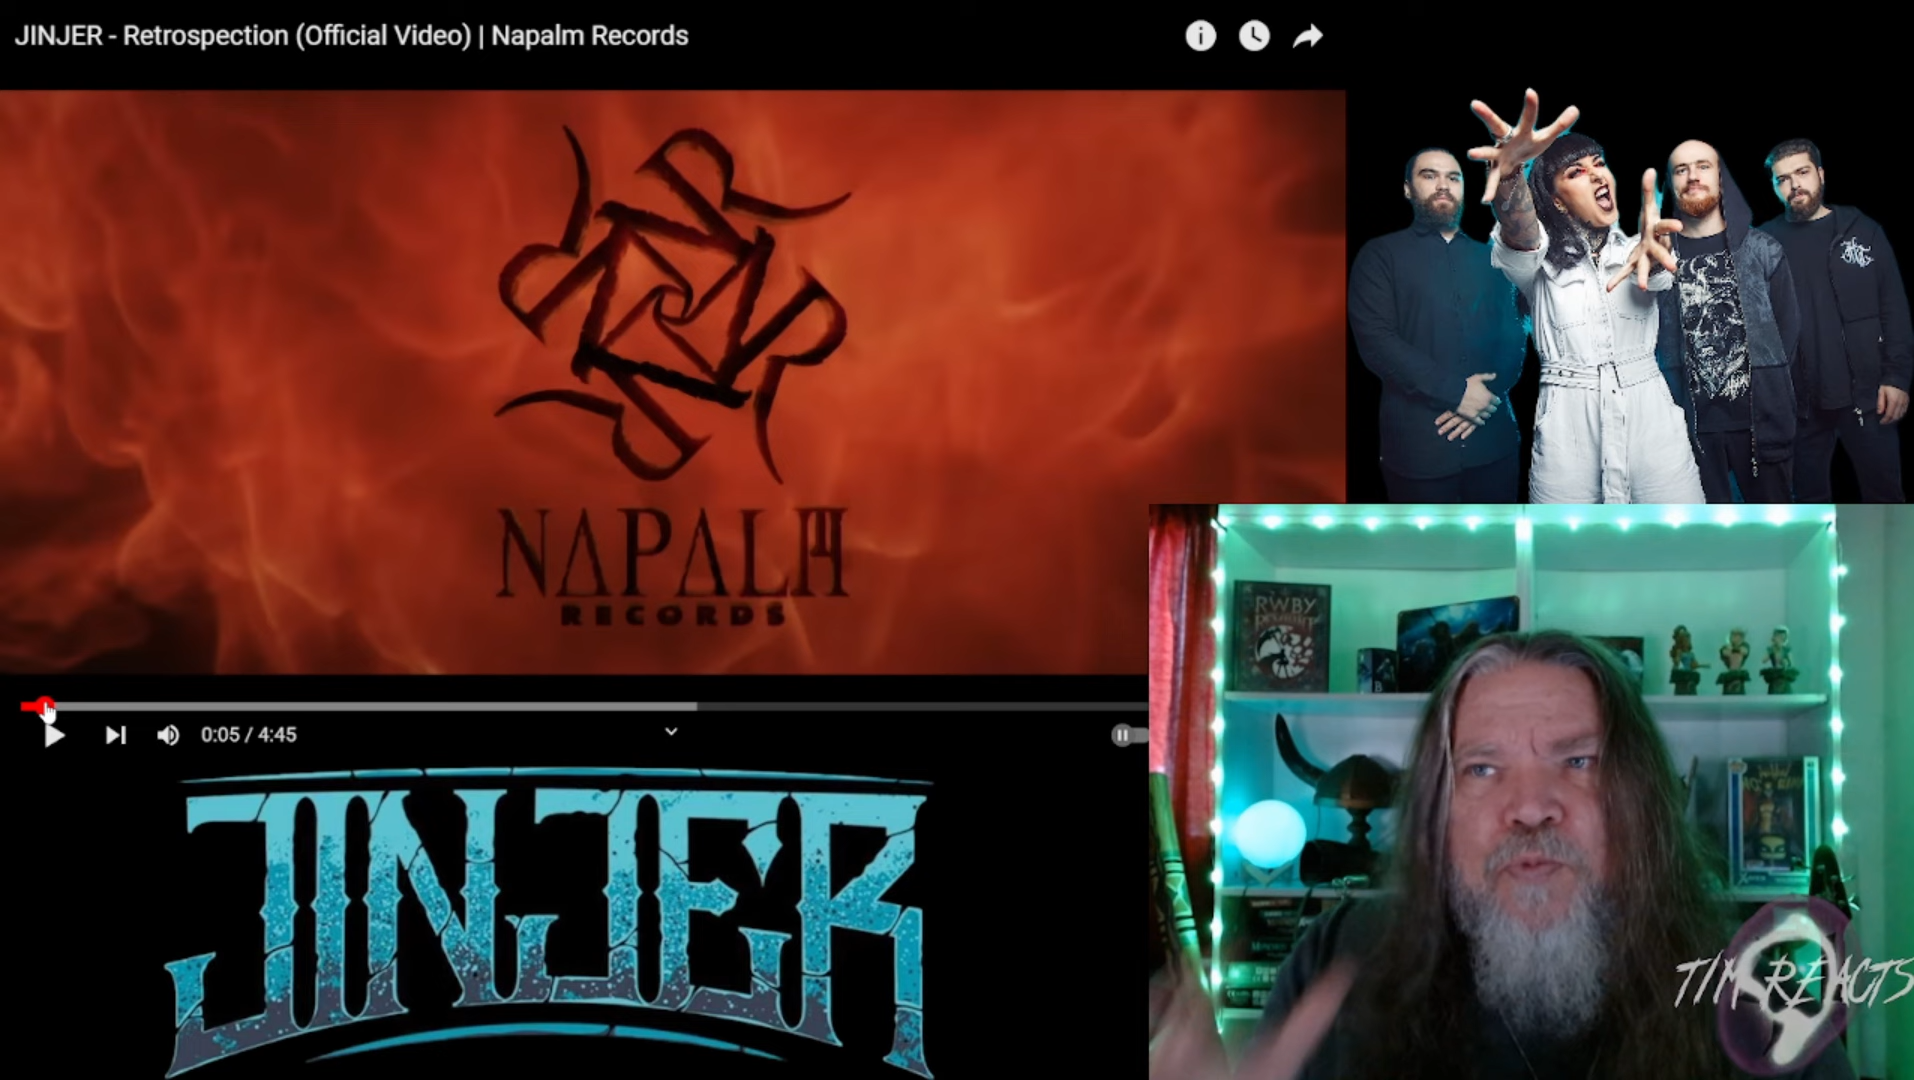 JINJER - Retrospection (Official Video) | Napalm Records
NAPALM
RECORDS
RWBY
0:05 / 4:45
JINJER
TIM REACTS